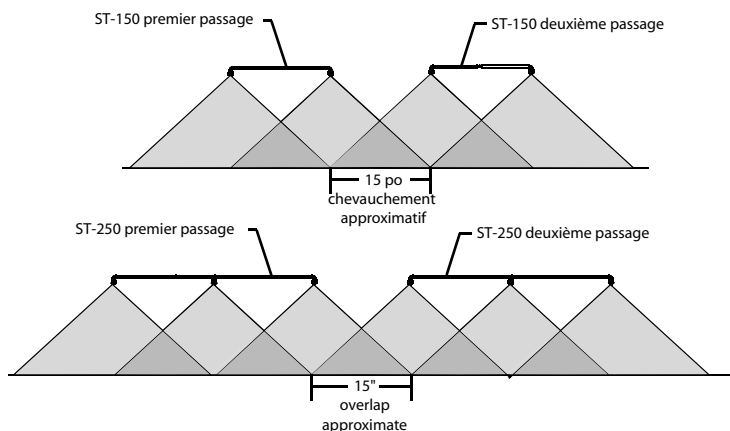 ST-150 premier passage
ST-150 deuxième passage
15 po
chevauchement
approximatif
ST-250 premier passage
ST-250 deuxième passage
15"
overlap
approximate